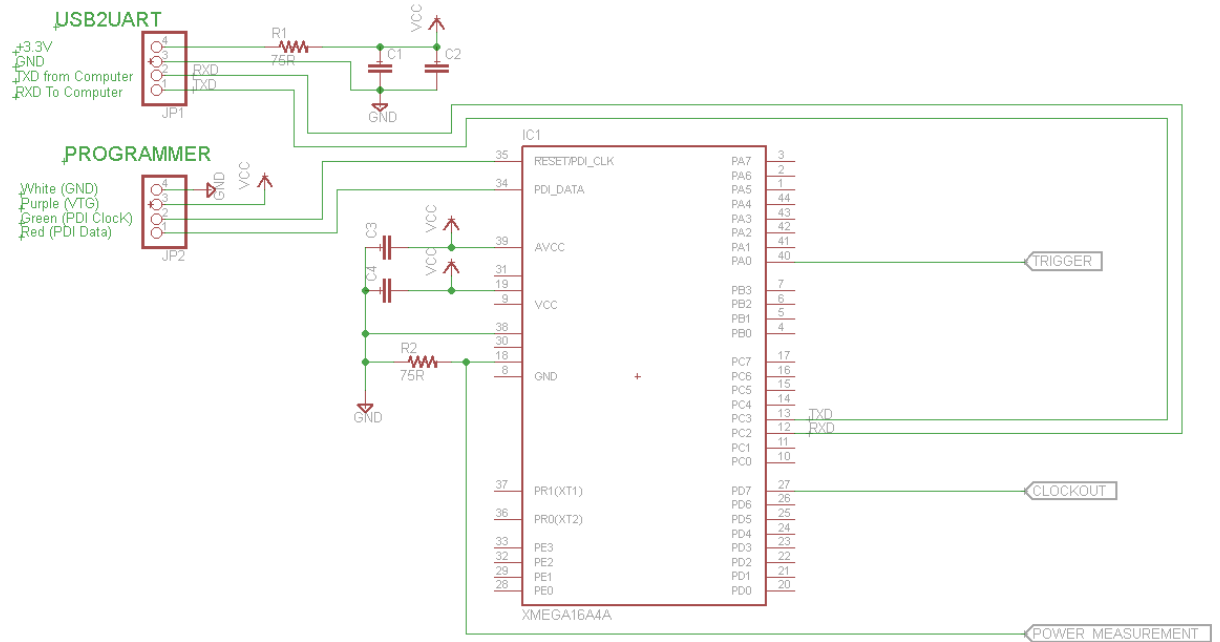 USB2UART
+3.3V
GND
TXD from Computer
RXD To Computer
4
3
2
1
JP1
RXD
TXD
R1
75R
C1
C2
VCC
GND
PROGRAMMER
White (GND)
Purple (VTG)
Green (PDI Clock)
Red (PDI Data)
4
3
2
1
JP2
GND
VCC
C3
VCC
C4
VCC
R2
75R
GND
IC1
35 RESET/PDI_CLK
34 PDI_DATA
39 AVCC
31
19
9 VCC
38
30
18
8 GND
37 PR1(XT1)
36 PR0(XT2)
33 PE3
32 PE2
29 PE1
28 PE0
PA7 3
PA6 2
PA5 1
PA4 44
PA3 43
PA2 42
PA1 41
PA0 40
PB3 7
PB2 6
PB1 5
PB0 4
PC7 17
PC6 16
PC5 15
PC4 14
PC3 13 TXD
PC2 12 RXD
PC1 11
PC0 10
PD7 27
PD6 26
PD5 25
PD4 24
PD3 23
PD2 22
PD1 21
PD0 20
XMEGA16A4A
TRIGGER
CLOCKOUT
POWER MEASUREMENT